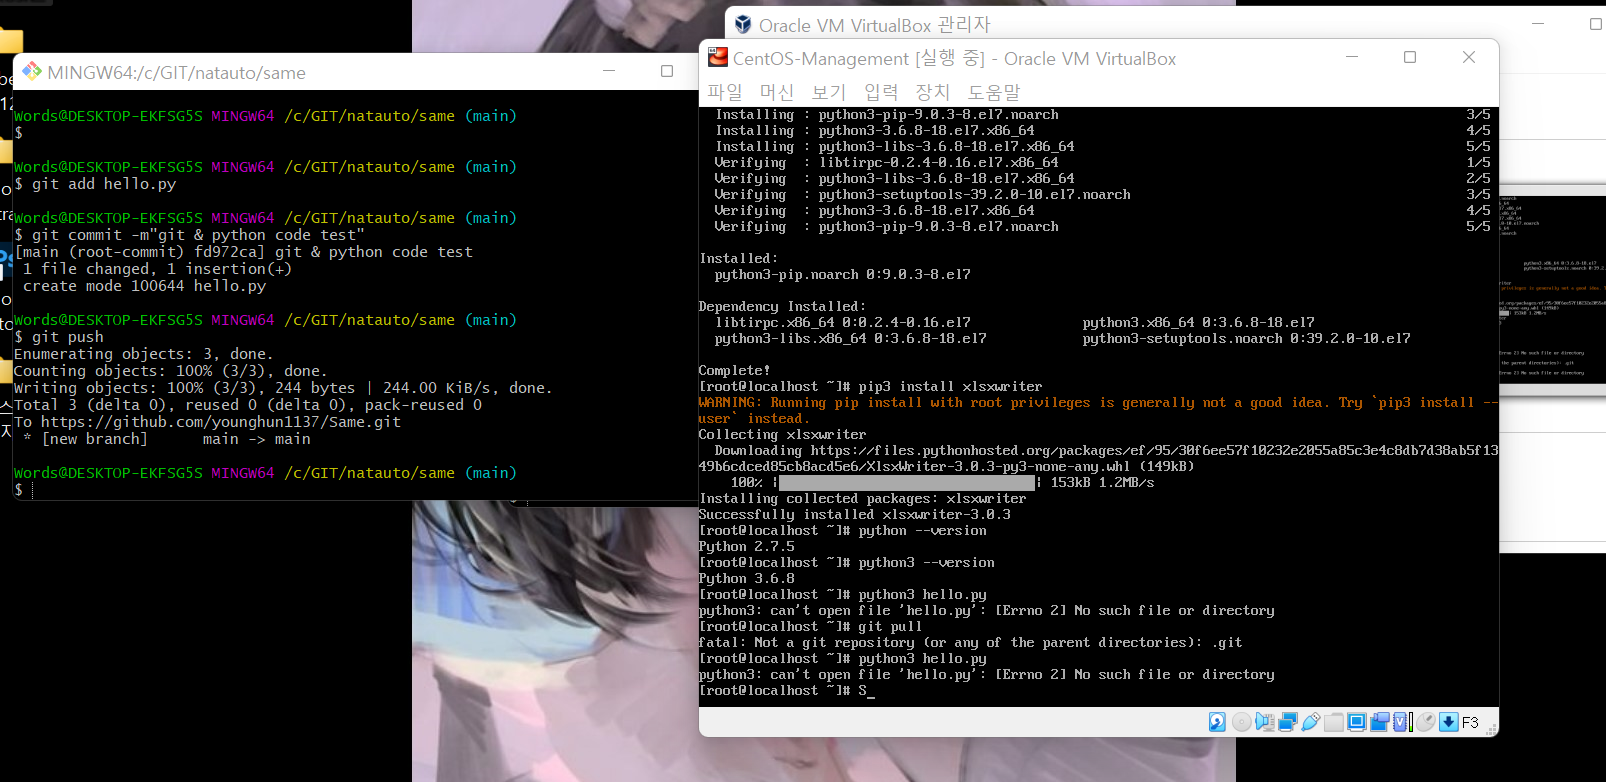 MINGW64:/c/GIT/natauto/same
Words@DESKTOP-EKFSG5S MINGW64 /c/GIT/natauto/same (main)
$
Words@DESKTOP-EKFSG5S MINGW64 /c/GIT/natauto/same (main)
$ git add hello.py
Words@DESKTOP-EKFSG5S MINGW64 /c/GIT/natauto/same (main)
$ git commit -m"git & python code test"
[main (root-commit) fd972ca] git & python code test
1 file changed, 1 insertion(+)
create mode 100644 hello.py
Words@DESKTOP-EKFSG5S MINGW64 /c/GIT/natauto/same (main)
$ git push
Enumerating objects: 3, done.
Counting objects: 100% (3/3), done.
Writing objects: 100% (3/3), 244 bytes | 244.00 KiB/s, done.
Total 3 (delta 0), reused 0 (delta 0), pack-reused 0
To https://github.com/younghun1137/Same.git
* [new branch]      main -> main
Words@DESKTOP-EKFSG5S MINGW64 /c/GIT/natauto/same (main)
$
Oracle VM VirtualBox 관리자
CentOS-Management [실행 중] - Oracle VM VirtualBox
파일 머신 보기 입력 장치 도움말
Installing : python3-pip-9.0.3-8.el7.noarch 3/5
Installing : python3-3.6.8-18.el7.x86_64 4/5
Installing : python3-libs-3.6.8-18.el7.x86_64 5/5
Verifying : libtirpc-0.2.4-0.16.el7.x86_64 1/5
Verifying : python3-libs-3.6.8-18.el7.x86_64 2/5
Verifying : python3-setuptools-39.2.0-10.el7.noarch 3/5
Verifying : python3-3.6.8-18.el7.x86_64 4/5
Verifying : python3-pip-9.0.3-8.el7.noarch 5/5
Installed:
python3-pip.noarch 0:9.0.3-8.el7
Dependency Installed:
libtirpc.x86_64 0:0.2.4-0.16.el7 python3.x86_64 0:3.6.8-18.el7
python3-libs.x86_64 0:3.6.8-18.el7 python3-setuptools.noarch 0:39.2.0-10.el7
Complete!
[root@localhost ~]# pip3 install xlsxwriter
WARNING: Running pip install with root privileges is generally not a good idea. Try `pip3 install --
user` instead.
Collecting xlsxwriter
Downloading https://files.pythonhosted.org/packages/ef/95/30f6ee57f10232e2055a85c3e4c8db7d38ab5f13
49b6cdced85cb8acd5e6/XlsxWriter-3.0.3-py3-none-any.whl (149kB)
100% | | 153kB 1.2MB/s
Installing collected packages: xlsxwriter
Successfully installed xlsxwriter-3.0.3
[root@localhost ~]# python --version
Python 2.7.5
[root@localhost ~]# python3 --version
Python 3.6.8
[root@localhost ~]# python3 hello.py
python3: can't open file 'hello.py': [Errno 2] No such file or directory
[root@localhost ~]# git pull
fatal: Not a git repository (or any of the parent directories): .git
[root@localhost ~]# python3 hello.py
python3: can't open file 'hello.py': [Errno 2] No such file or directory
[root@localhost ~]# S_
F3